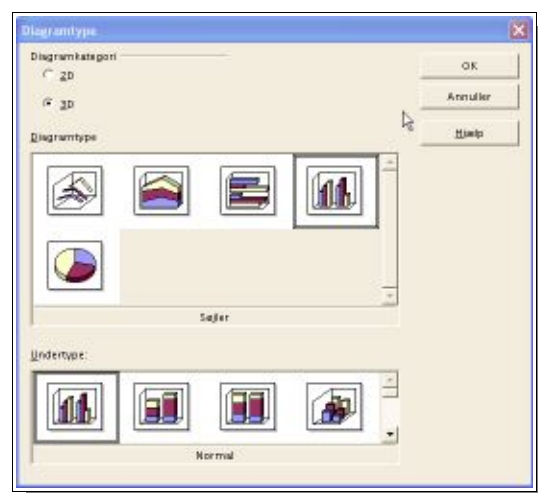 Diagramtype
Diagramkategori
2D
3D
OK
Annuller
Hjælp
Diagramtype
Søjler
Undertype:
Normal